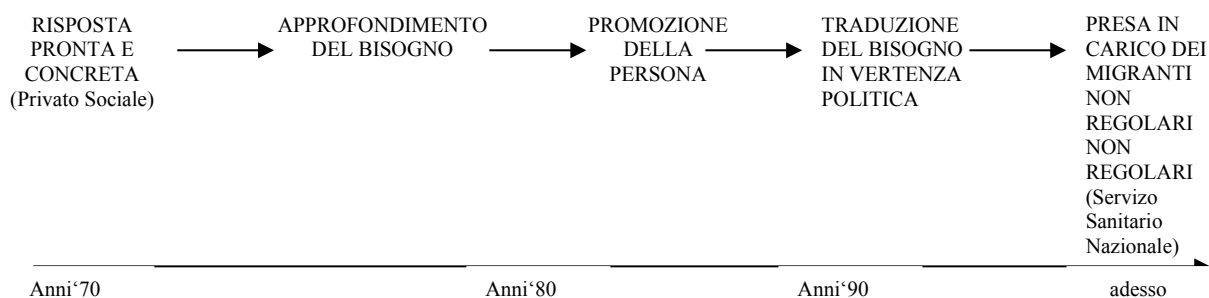 RISPOSTA
PRONTA E
CONCRETA
(Privato Sociale)
APPROFONDIMENTO
DEL BISOGNO
PROMOZIONE
DELLA
PERSONA
TRADUZIONE
DEL BISOGNO
IN VERTENZA
POLITICA
PRESA IN
CARICO DEI
MIGRANTI
NON
REGOLARI
NON
REGOLARI
(Servizo
Sanitario
Nazionale)
Anni‘70
Anni‘80
Anni‘90
adesso